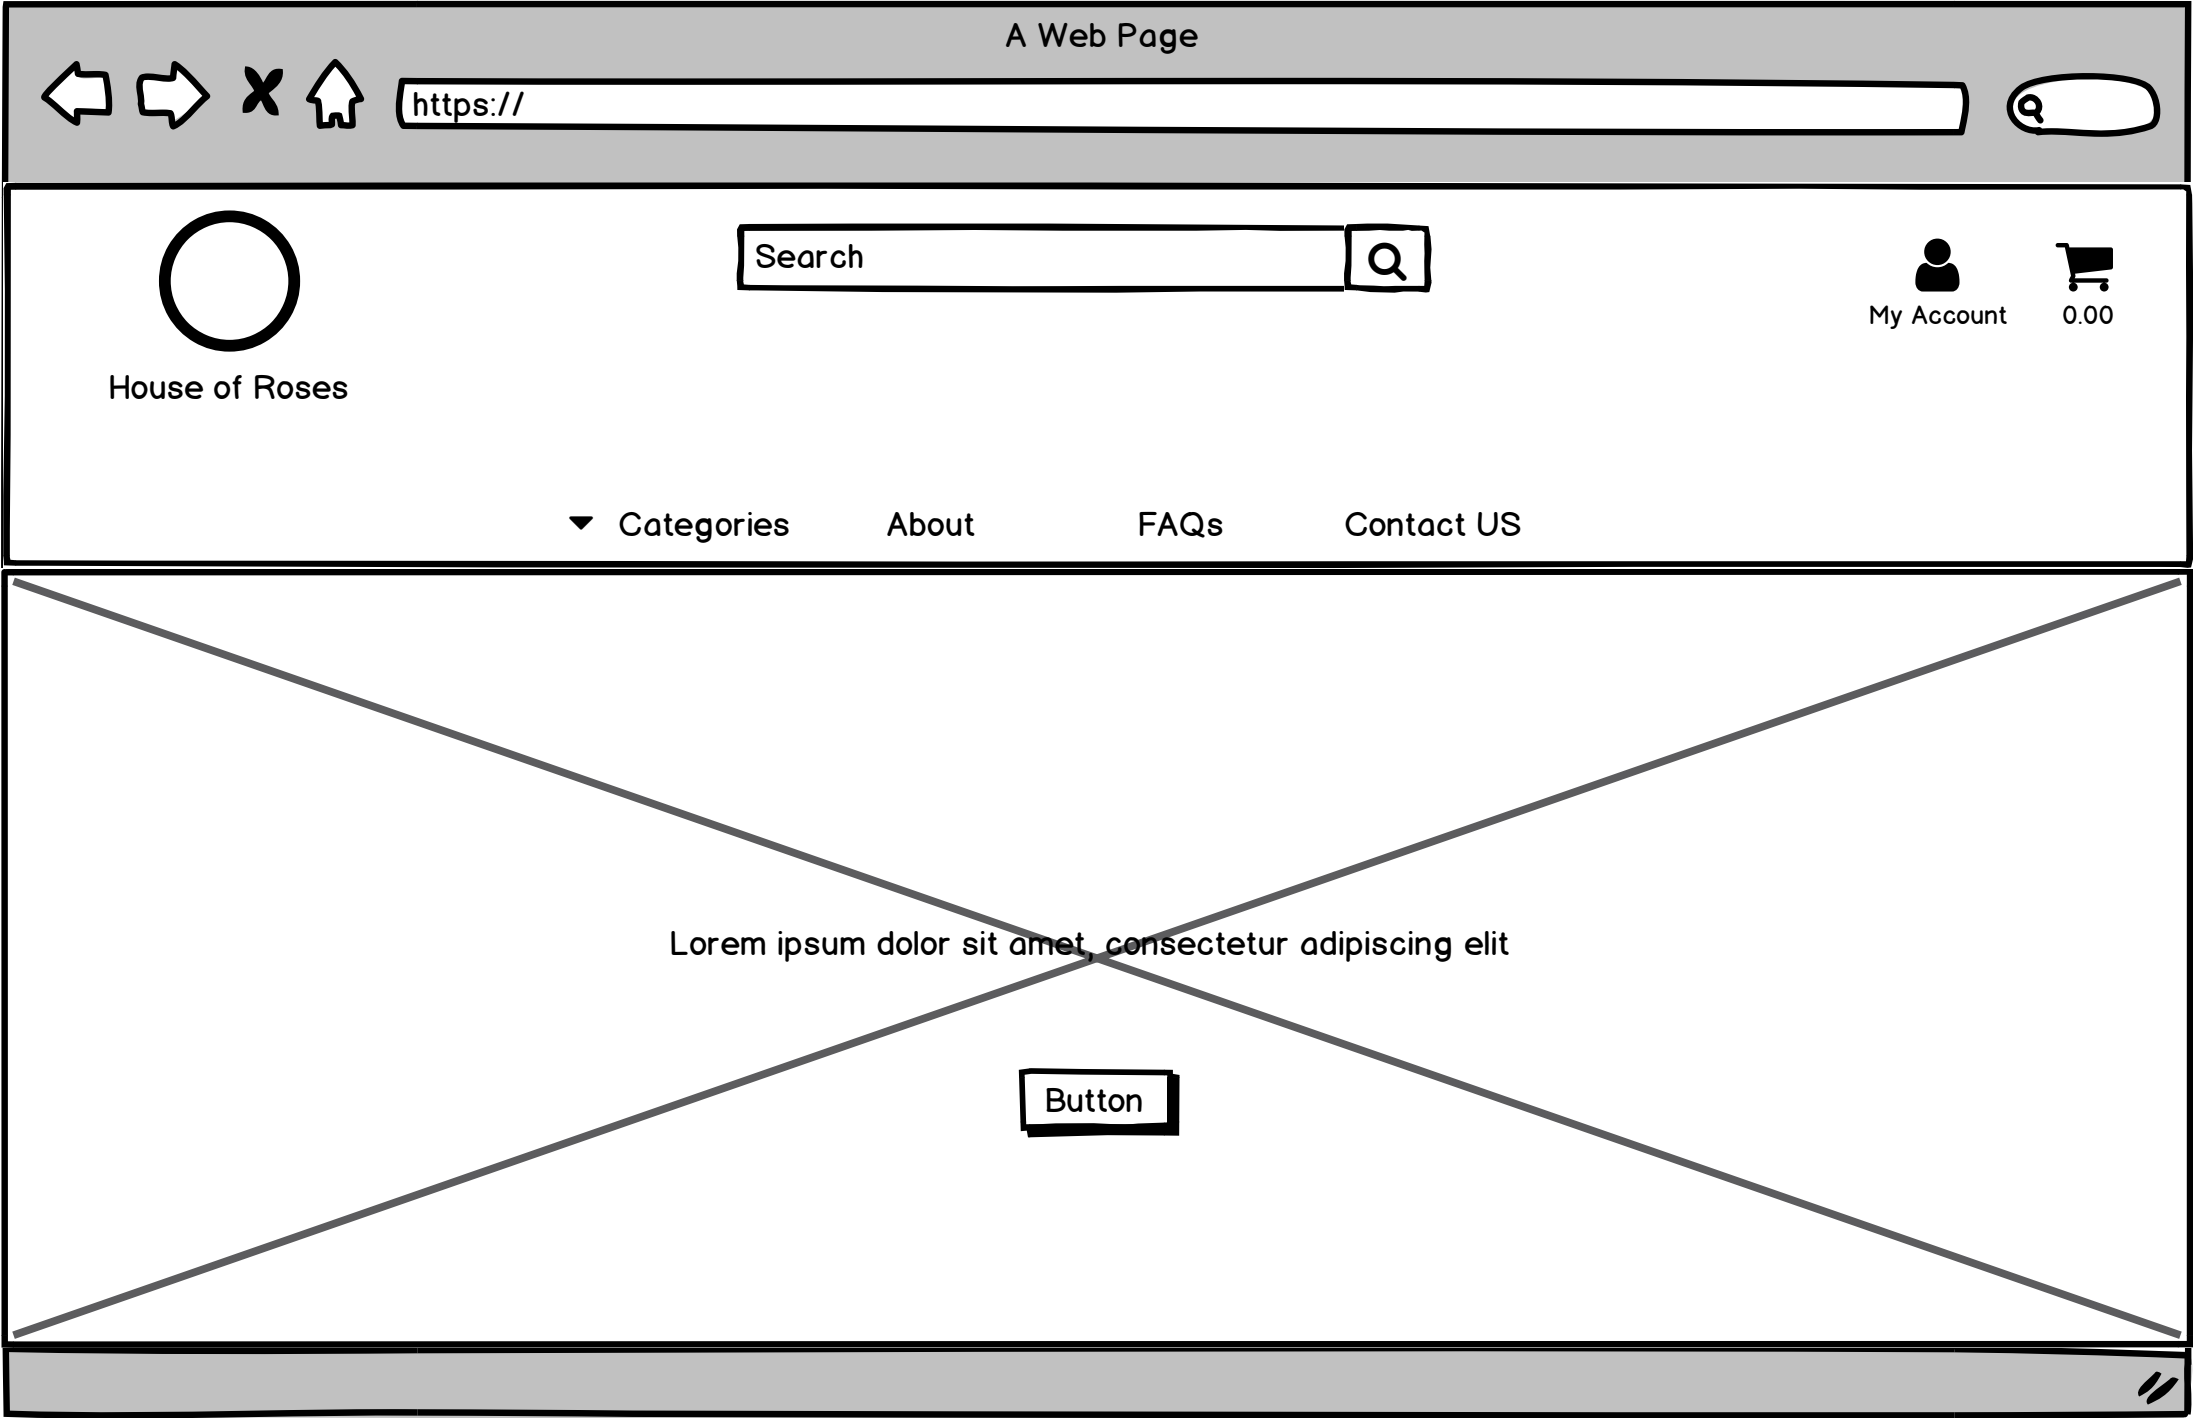 A Web Page
https://
Search
My Account
0.00
House of Roses
Categories
About
FAQs
Contact US
Lorem ipsum dolor sit amet, consectetur adipiscing elit
Button